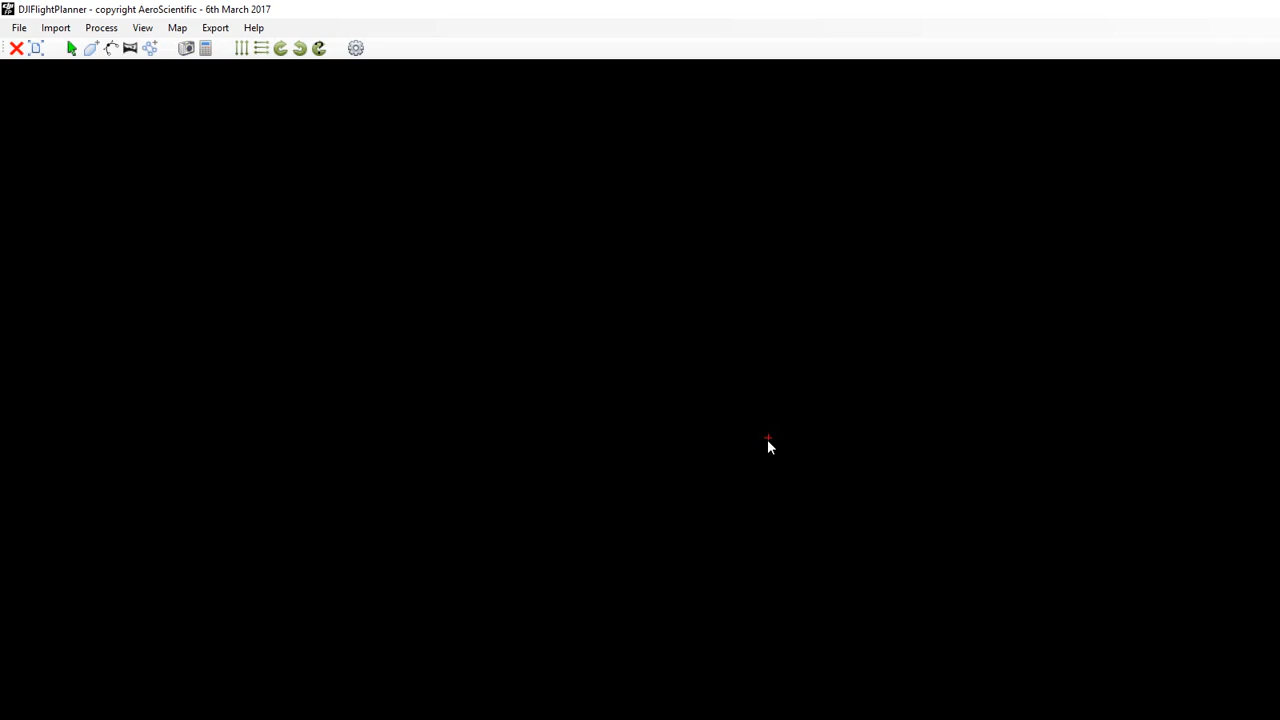 DJIFlightPlanner - copyright AeroScientific - 6th March 2017
File Import Process View Map Export Help